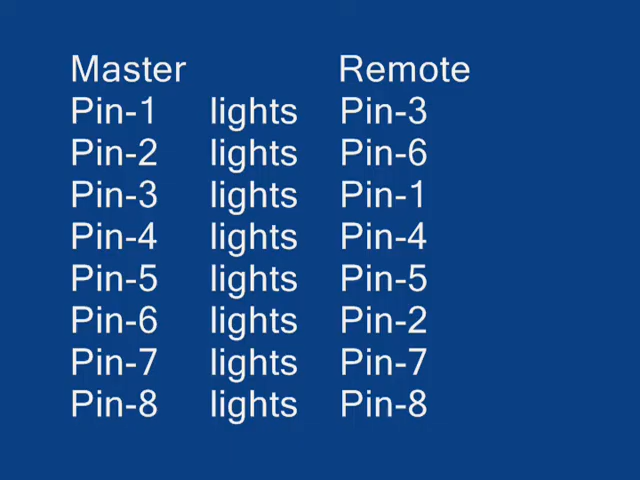 Master Remote
Pin-1 lights Pin-3
Pin-2 lights Pin-6
Pin-3 lights Pin-1
Pin-4 lights Pin-4
Pin-5 lights Pin-5
Pin-6 lights Pin-2
Pin-7 lights Pin-7
Pin-8 lights Pin-8